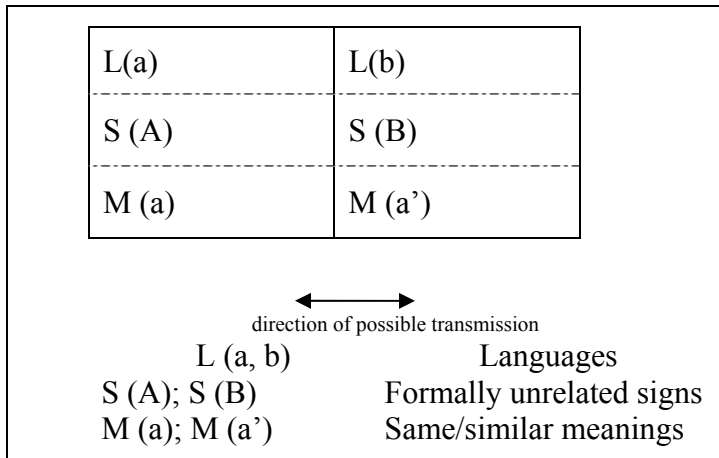 L(a) L(b)
S (A) S (B)
M (a) M (a’)
direction of possible transmission
L (a, b) Languages
S (A); S (B) Formally unrelated signs
M (a); M (a’) Same/similar meanings